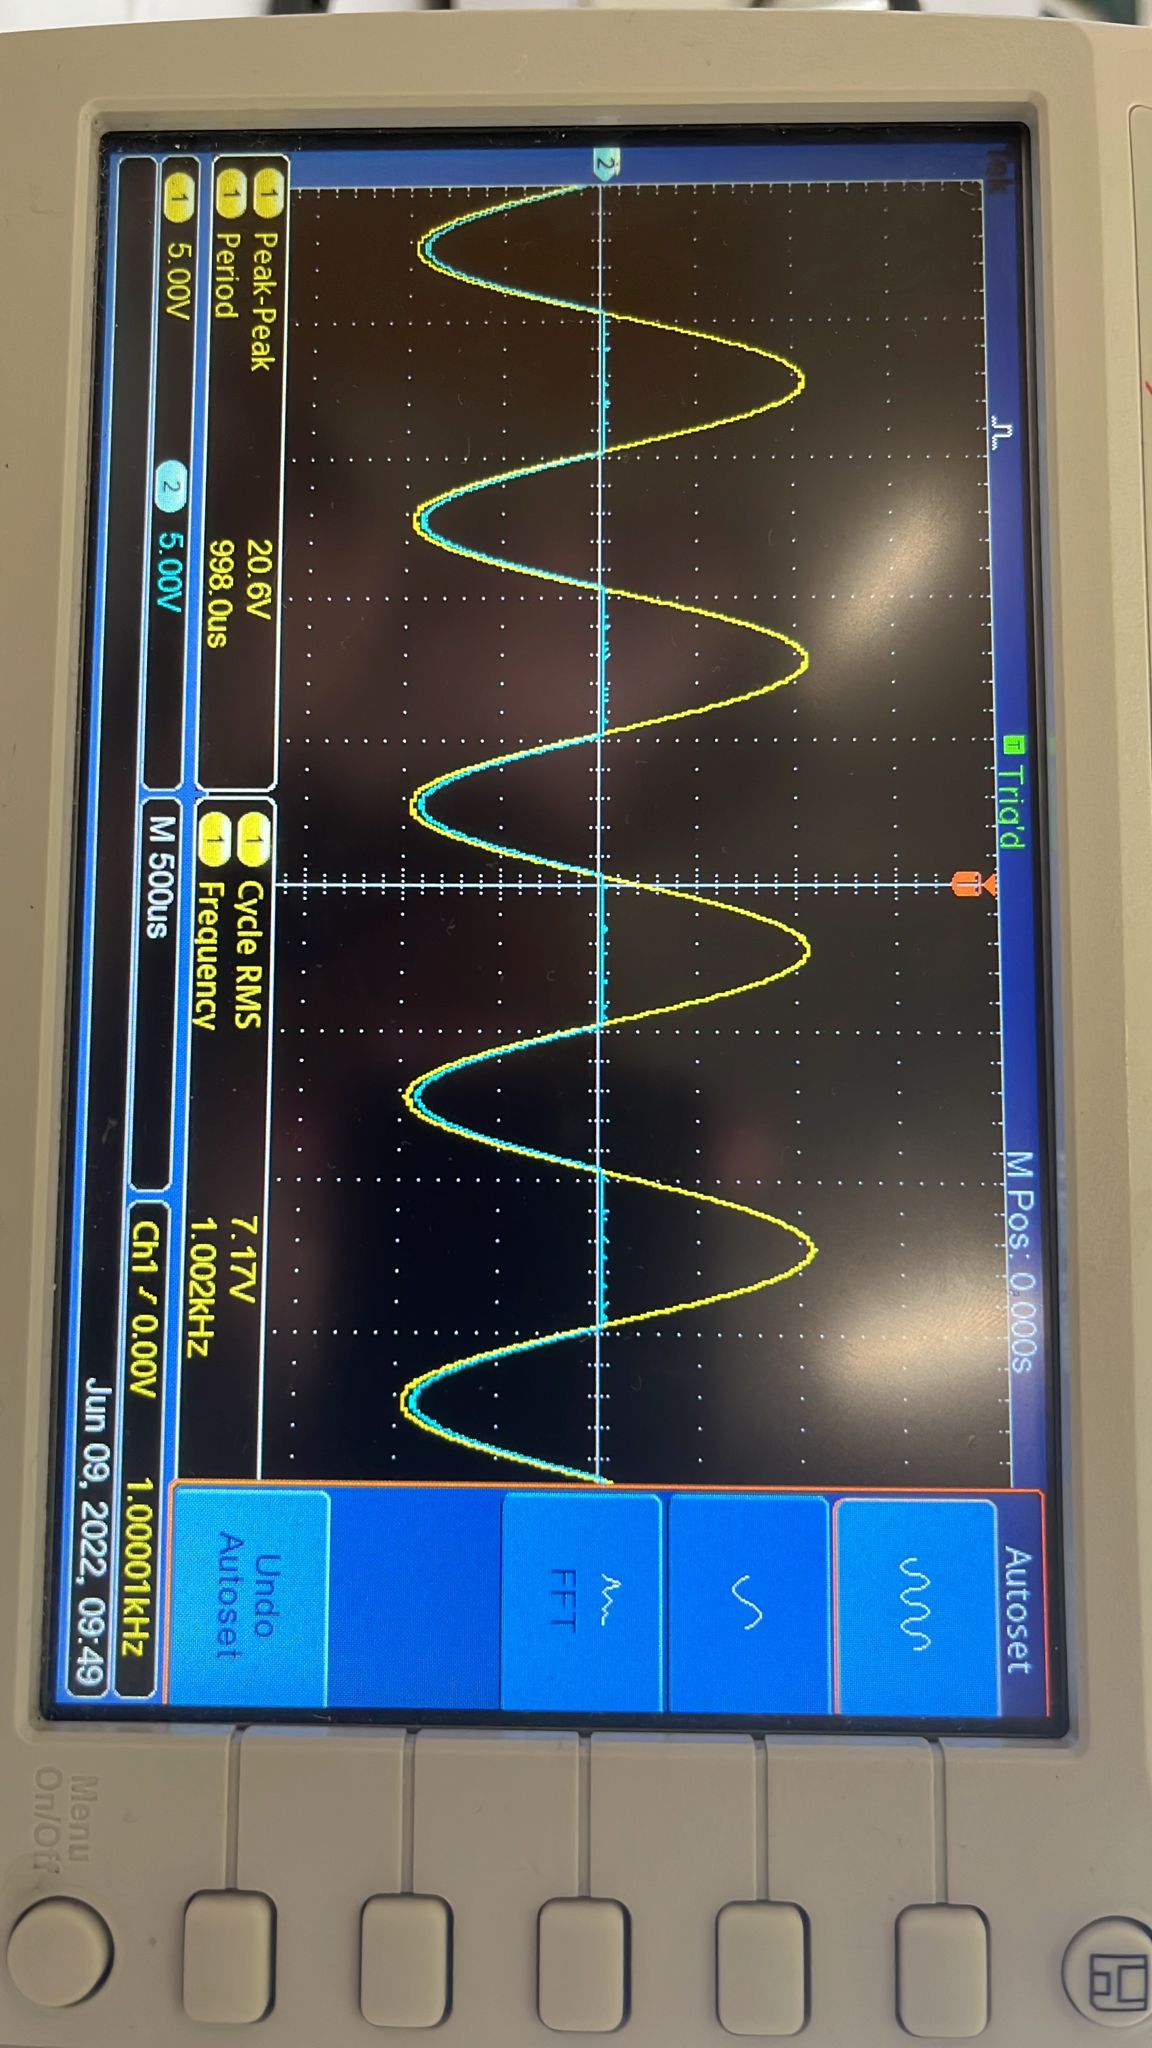 Tek
Trig'd
M Pos: 0.000s
Autoset
FFT
Undo
Autoset
2
1 Peak-Peak 20.6V
1 Period 998.0us
1 Cycle RMS 7.17V
1 Frequency 1.002kHz
1 5.00V 2 5.00V
M 500us
Ch1 / 0.00V 1.00001kHz
Jun 09, 2022, 09:49
Menu
On/Off